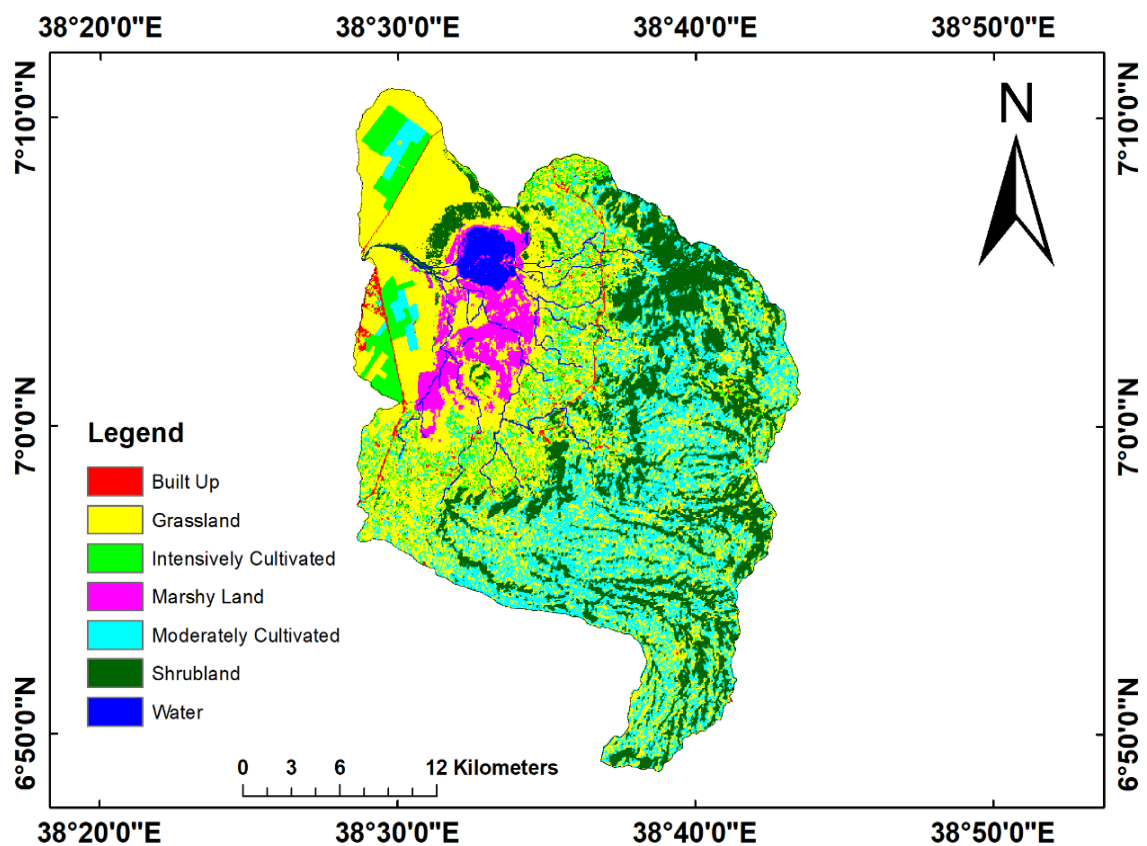 38°20'0"E 38°30'0"E 38°40'0"E 38°50'0"E
7°10'0"N
7°0'0"N
6°50'0"N
N
7°10'0"N
7°0'0"N
6°50'0"N
Legend
Built Up
Grassland
Intensively Cultivated
Marshy Land
Moderately Cultivated
Shrubland
Water
0 3 6 12 Kilometers
38°20'0"E 38°30'0"E 38°40'0"E 38°50'0"E